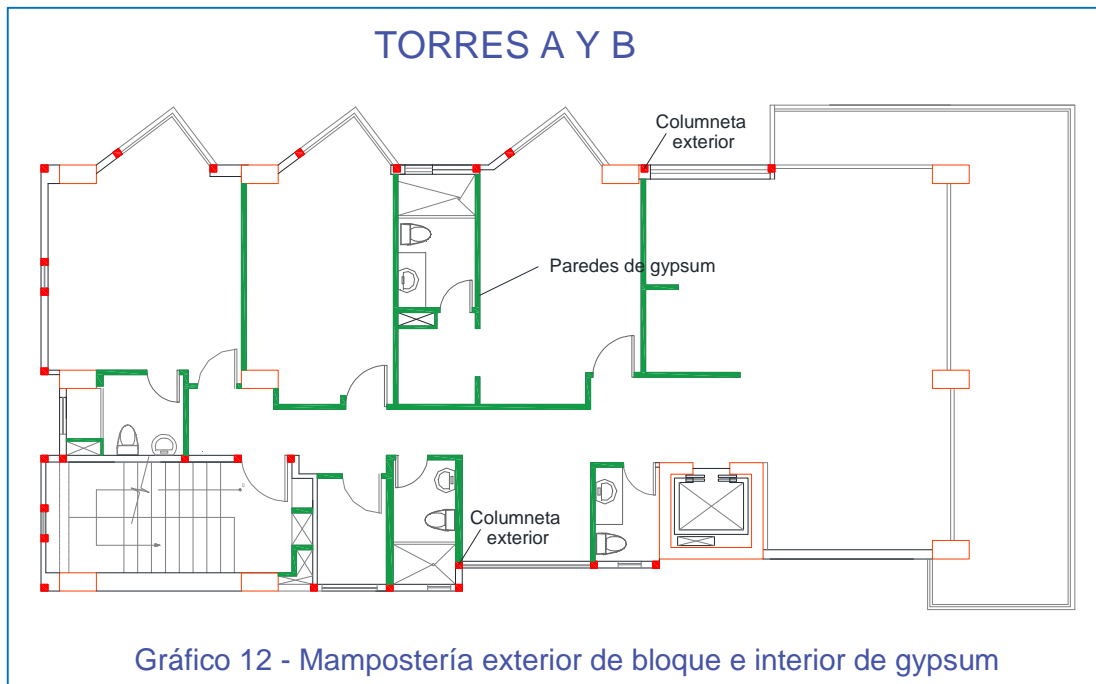 TORRES A Y B
Columneta
exterior
Paredes de gypsum
Columneta
exterior
Gráfico 12 - Mampostería exterior de bloque e interior de gypsum